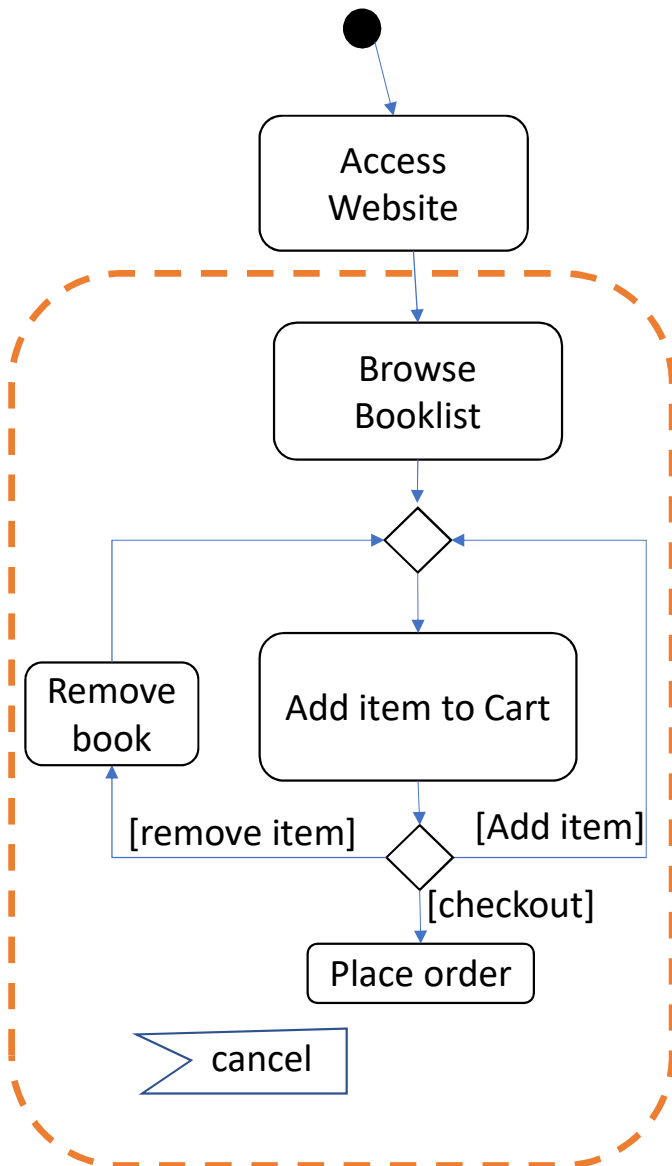 Access
Website
Browse
Booklist
Remove
book
Add item to Cart
[remove item]
[Add item]
[checkout]
Place order
cancel